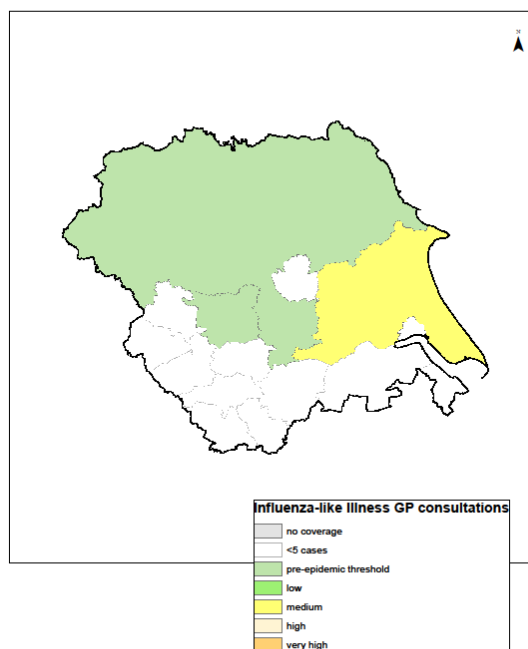 N
Influenza-like Illness GP consultations
no coverage
<5 cases
pre-epidemic threshold
low
medium
high
very high